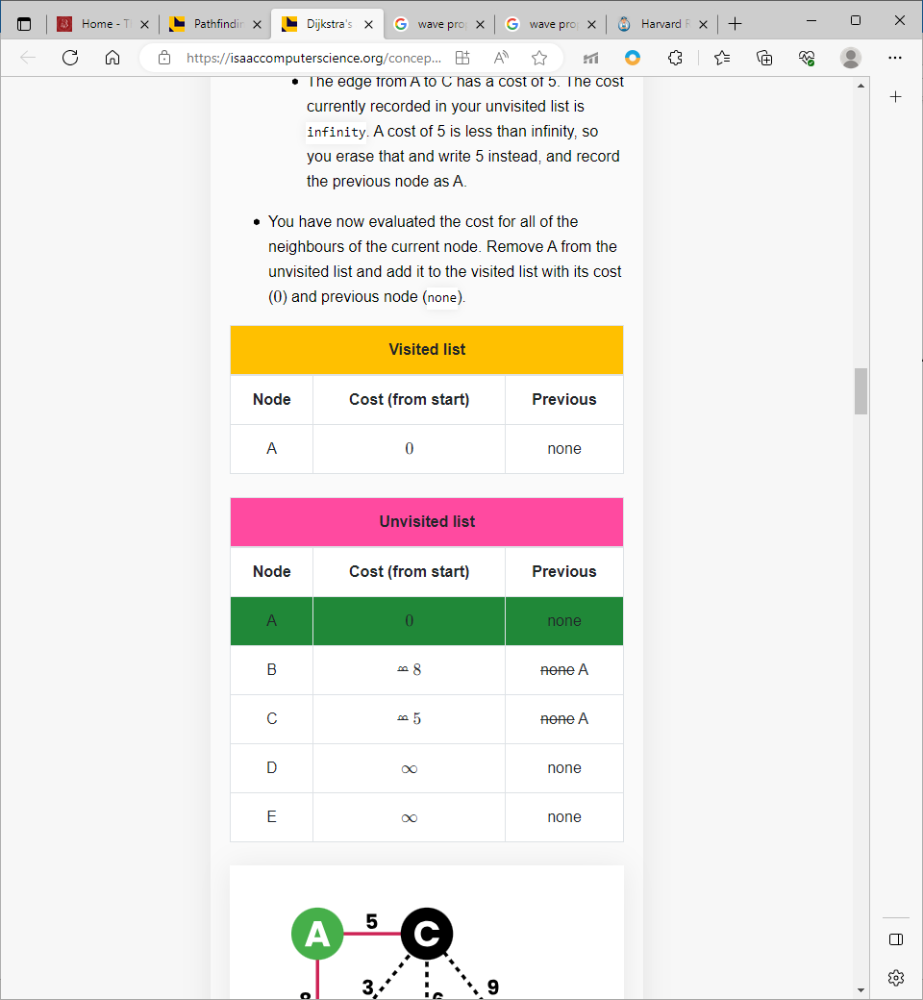 Home - T
Pathfindin
Dijkstra's
wave pro
wave pro
Harvard
https://isaaccomputerscience.org/concep...
The edge from A to C has a cost of 5. The cost
currently recorded in your unvisited list is
infinity. A cost of 5 is less than infinity, so
you erase that and write 5 instead, and record
the previous node as A.
You have now evaluated the cost for all of the
neighbours of the current node. Remove A from the
unvisited list and add it to the visited list with its cost
(0) and previous node (none).
Visited list
Node Cost (from start) Previous
A 0 none
Unvisited list
Node Cost (from start) Previous
A 0 none
B ∞ 8 none A
C ∞ 5 none A
D ∞ none
E ∞ none
A 5 C
8 3 6 9